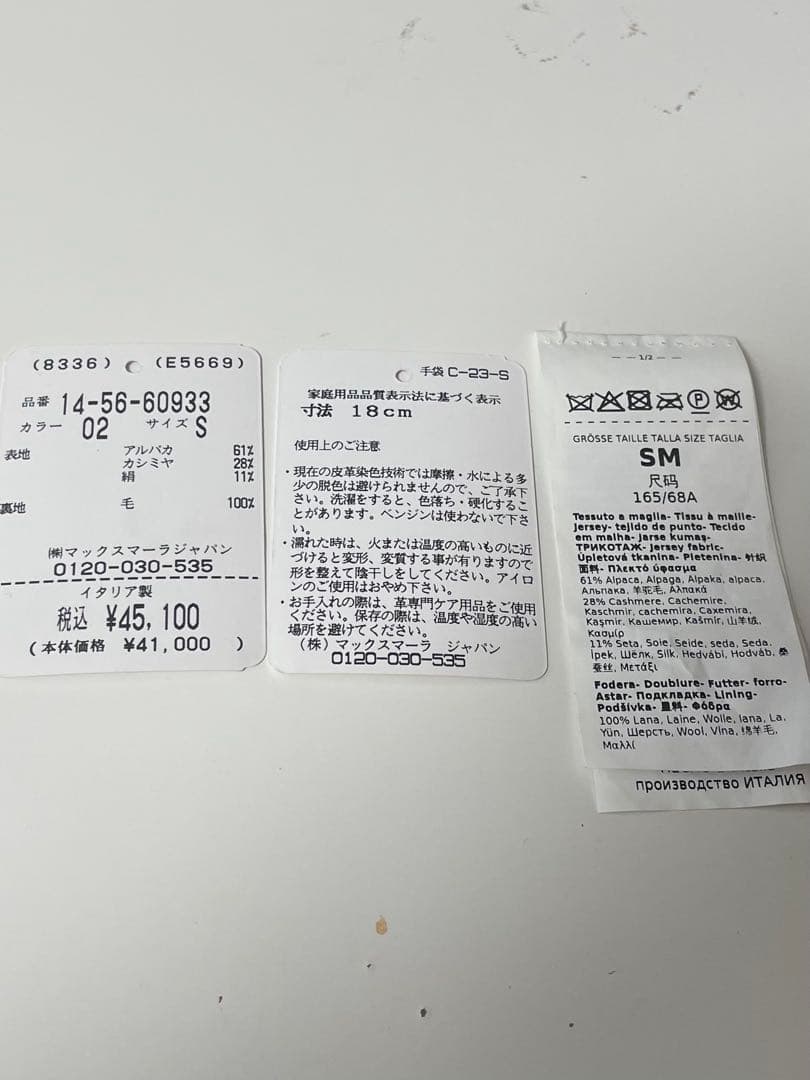 (8336) (E5669)
品番 14-56-60933
カラー 02 サイズ S
表地 アルパカ 61%
カシミヤ 28%
絹 11%
裏地 毛 100%
㈱マックスマーラジャパン
0120-030-535
イタリア製
税込 ¥45,100
(本体価格 ¥41,000 )
手袋 C-23-S
家庭用品品質表示法に基づく表示
寸法 18cm
使用上のご注意
・現在の皮革染色技術では摩擦・水による多
少の脱色は避けられませんので、ご了承下
さい。洗濯をすると、色落ち・硬化するこ
とがあります。ベンジンは使わないで下さ
い。
・濡れた時は、火または温度の高いものに近
づけると変形、変質する事が有りますので
形を整えて陰干しをしてください。アイロ
ンのご使用はおやめ下さい。
・お手入れの際は、革専門ケア用品をご使用
ください。保存の際は、温度や湿度の高い
場所を避けてください。
(株)マックスマーラ ジャパン
0120-030-535
1/2
P W
GRÖSSE TAILLE TALLA SIZE TAGLIA
SM
尺码
165/68A
Tessuto a maglia- Tissu à maille-
Jersey- tejido de punto- Tecido
em malha- Jarse kumaş-
ТРИКОТАЖ- Jersey fabric-
Úpletová tkanina- Pletenina- 针织
面料- Πλεκτό ύφασμα
61% Alpaca, Alpaga, Alpaka, alpaca,
Альпака, 羊驼毛, Αλπακά
28% Cashmere, Cachemire,
Kaschmir, cachemira, Caxemira,
Kaşmir, Кашемир, Kašmír, 山羊绒,
Κασμίρ
11% Seta, Soie, Seide, seda, Seda,
İpek, Шёлк, Silk, Hedvábí, Hodváb, 桑
蚕丝, Μετάξι
Fodera- Doublure- Futter- forro-
Astar- Подкладка- Lining-
Podšívka- 里料- Φόδρα
100% Lana, Laine, Wolle, lana, La,
Yün, Шерсть, Wool, Vlna, 绵羊毛,
Μαλλί
производство ИТАЛИЯ